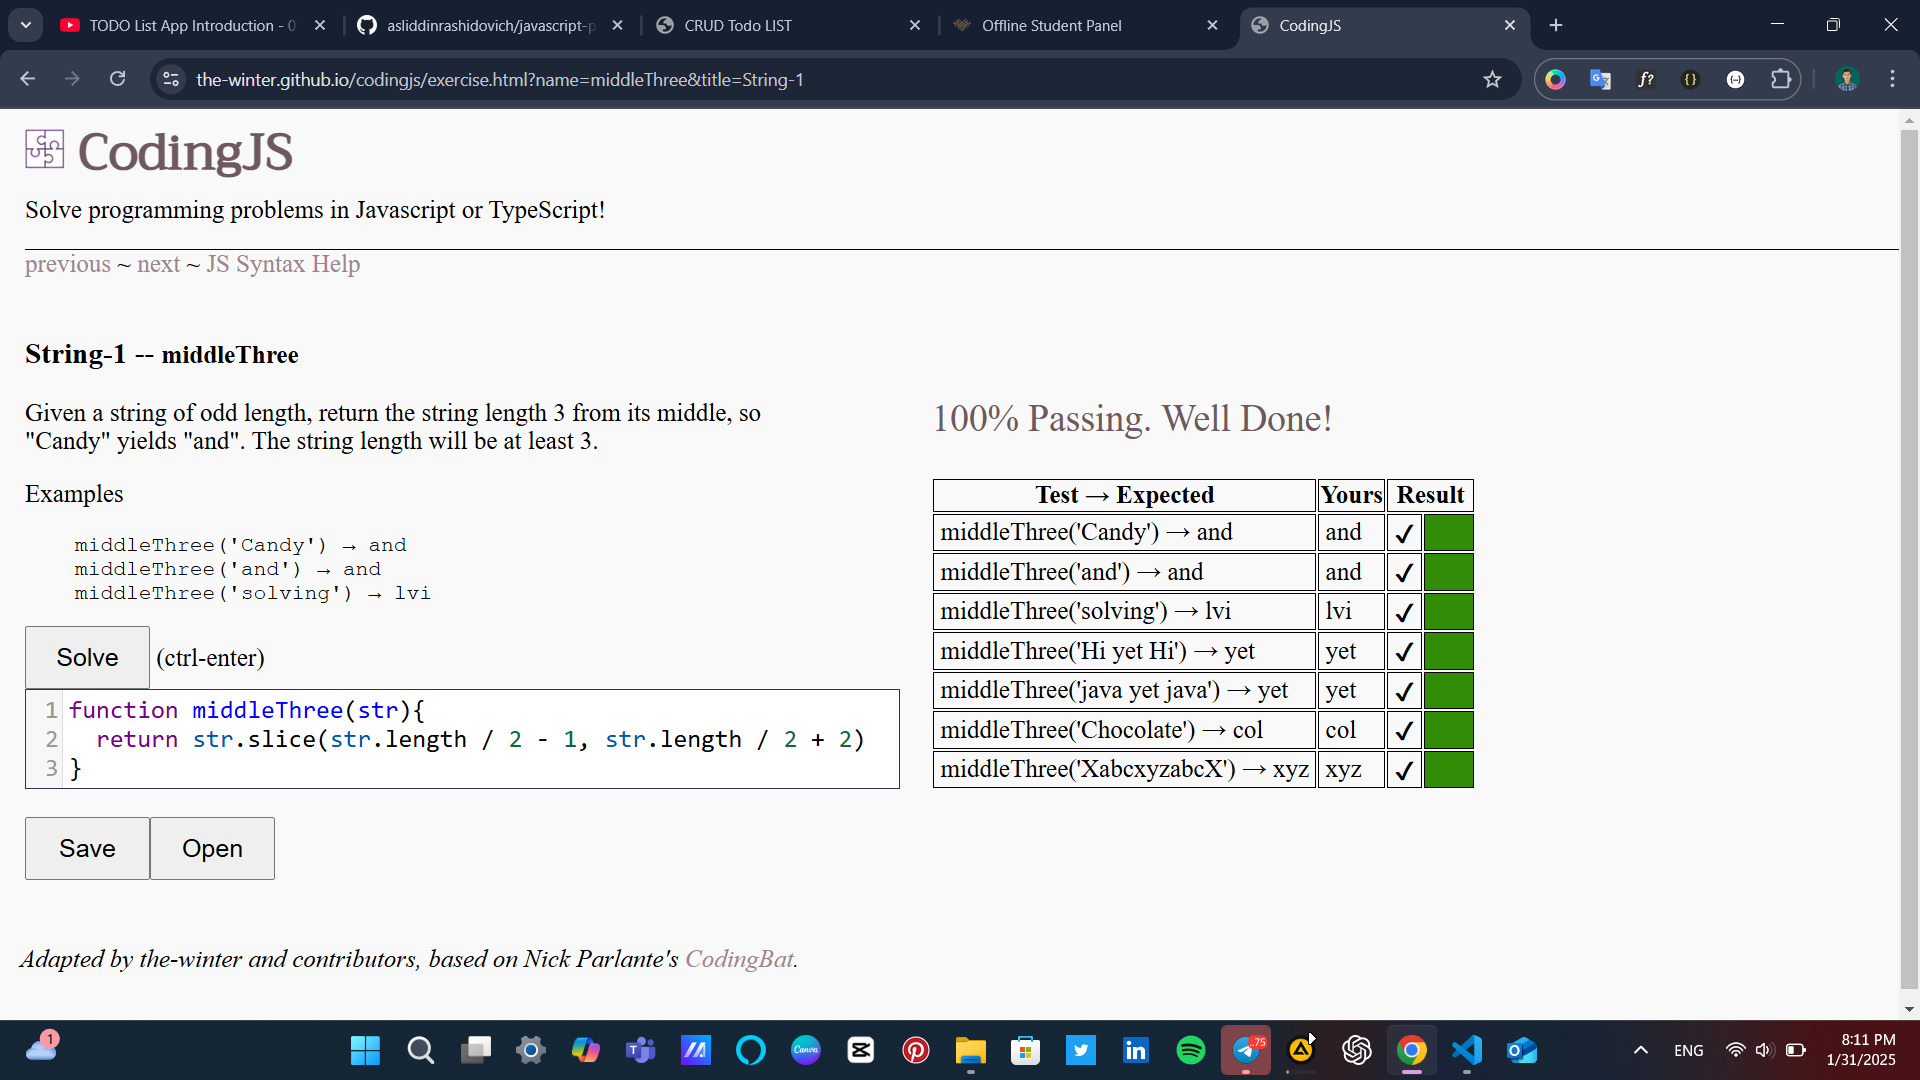 TODO List App Introduction - 0
asliddinrashidovich/javascript-p
CRUD Todo LIST
Offline Student Panel
CodingJS
the-winter.github.io/codingjs/exercise.html?name=middleThree&title=String-1
CodingJS
Solve programming problems in Javascript or TypeScript!
previous ~ next ~ JS Syntax Help
String-1 -- middleThree
Given a string of odd length, return the string length 3 from its middle, so
"Candy" yields "and". The string length will be at least 3.
Examples
middleThree('Candy') → and
middleThree('and') → and
middleThree('solving') → lvi
Solve (ctrl-enter)
1 function middleThree(str){
2 return str.slice(str.length / 2 - 1, str.length / 2 + 2)
3 }
Save Open
100% Passing. Well Done!
Test → Expected Yours Result
middleThree('Candy') → and and ✔
middleThree('and') → and and ✔
middleThree('solving') → lvi lvi ✔
middleThree('Hi yet Hi') → yet yet ✔
middleThree('java yet java') → yet yet ✔
middleThree('Chocolate') → col col ✔
middleThree('XabcxyzabcX') → xyz xyz ✔
Adapted by the-winter and contributors, based on Nick Parlante's CodingBat.
1
Canva
..75
ENG
8:11 PM
1/31/2025